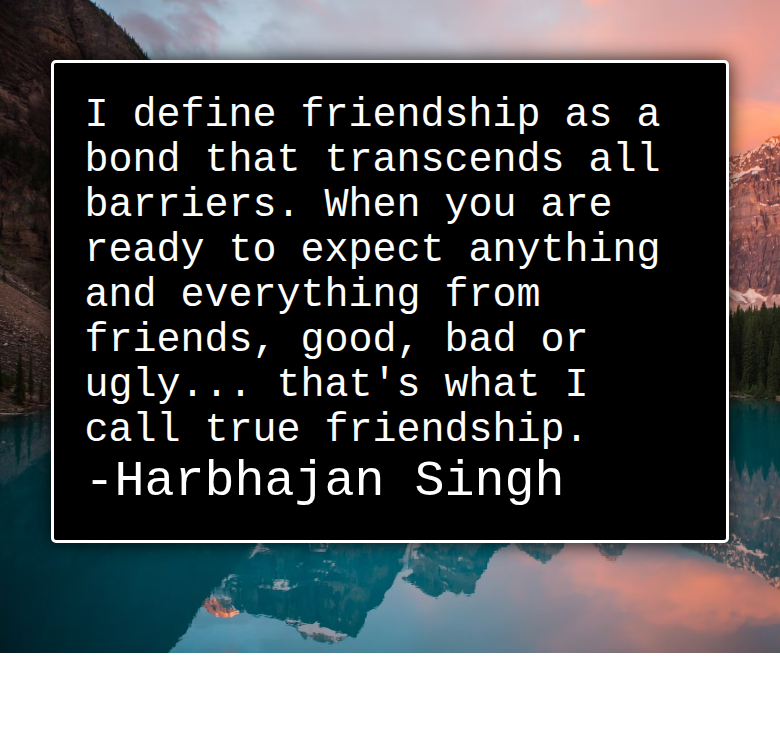 I define friendship as a
bond that transcends all
barriers. When you are
ready to expect anything
and everything from
friends, good, bad or
ugly... that's what I
call true friendship.
-Harbhajan Singh